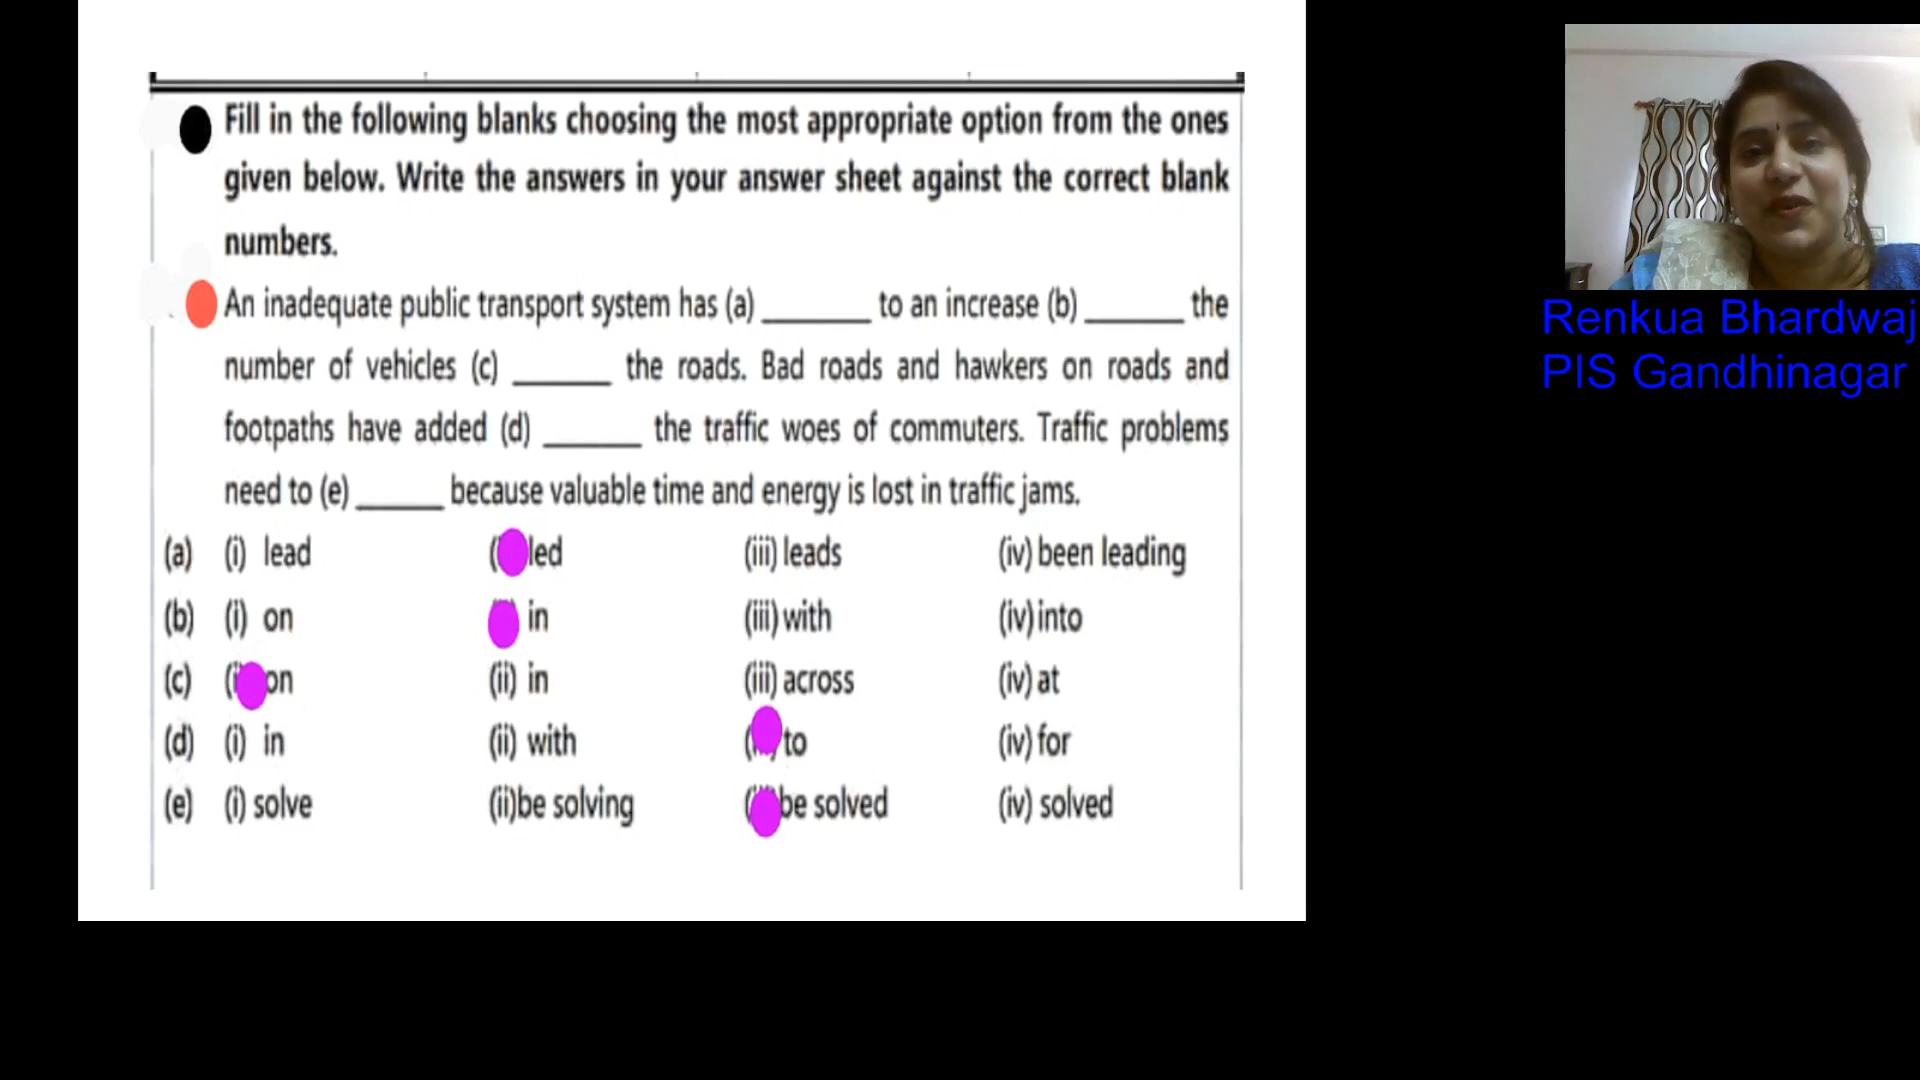 Fill in the following blanks choosing the most appropriate option from the ones
given below. Write the answers in your answer sheet against the correct blank
numbers.
An inadequate public transport system has (a) ________ to an increase (b) _______ the
number of vehicles (c) _______ the roads. Bad roads and hawkers on roads and
footpaths have added (d) _______ the traffic woes of commuters. Traffic problems
need to (e) ______ because valuable time and energy is lost in traffic jams.
(a) (i) lead ( led (iii) leads (iv) been leading
(b) (i) on in (iii) with (iv) into
(c) (i on (ii) in (iii) across (iv) at
(d) (i) in (ii) with ( ) to (iv) for
(e) (i) solve (ii)be solving ( be solved (iv) solved
Renkua Bhardwaj
PIS Gandhinagar